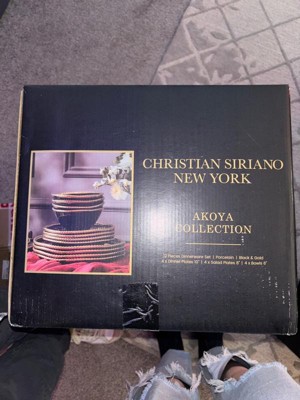 CHRISTIAN SIRIANO
NEW YORK
AKOYA
COLLECTION
12 Pieces Dinnerware Set | Porcelain | Black & Gold
4 x Dinner Plates 10" | 4 x Salad Plates 8" | 4 x Bowls 6"